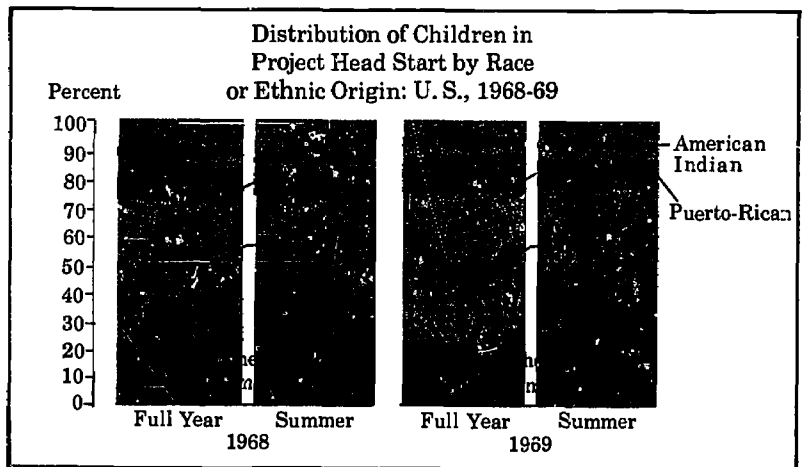 Distribution of Children in
Project Head Start by Race
or Ethnic Origin: U. S., 1968-69
Percent
100
90
80
70
60
50
40
30
20
10
0
American
Indian
Puerto-Rican
Full Year
Summer
Full Year
Summer
1968
1969